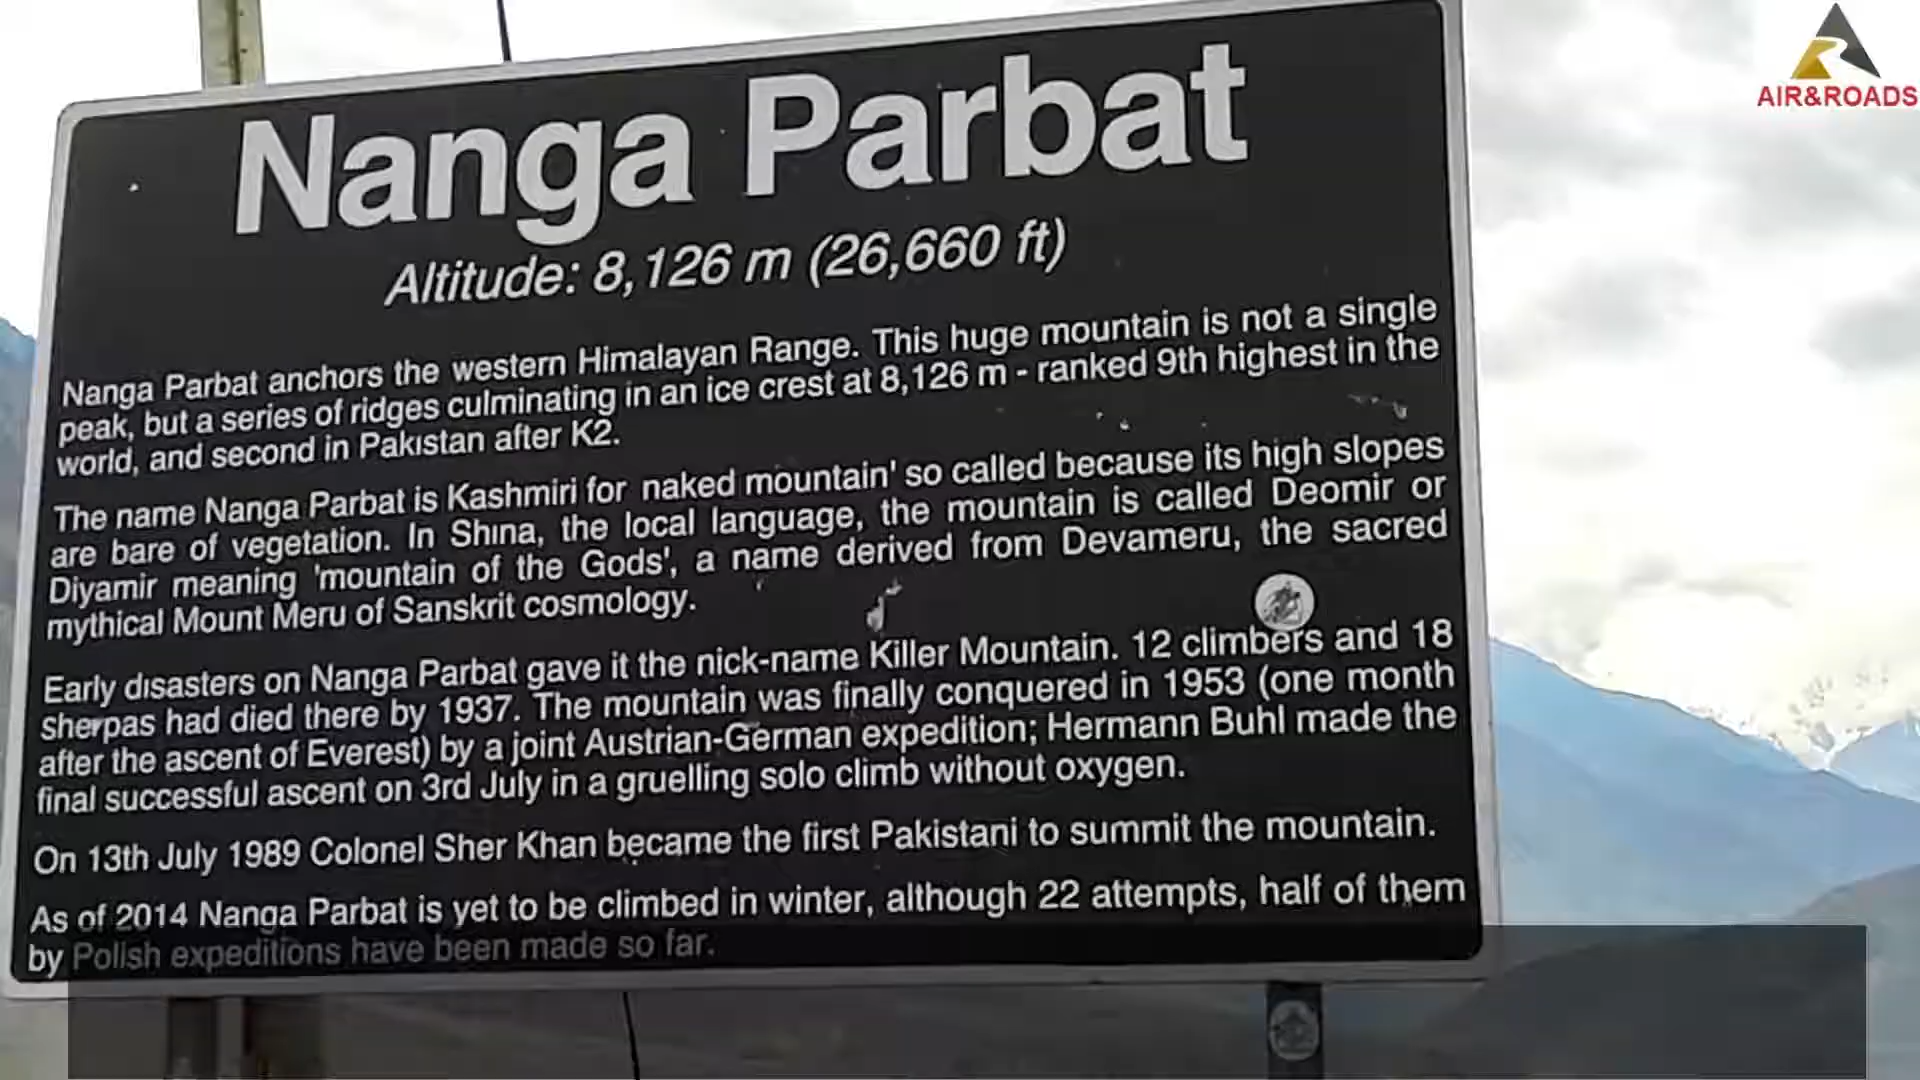 AIR&ROADS
Nanga Parbat
Altitude: 8,126 m (26,660 ft)
Nanga Parbat anchors the western Himalayan Range. This huge mountain is not a single
peak, but a series of ridges culminating in an ice crest at 8,126 m - ranked 9th highest in the
world, and second in Pakistan after K2.
The name Nanga Parbat is Kashmiri for naked mountain' so called because its high slopes
are bare of vegetation. In Shina, the local language, the mountain is called Deomir or
Diyamir meaning 'mountain of the Gods', a name derived from Devameru, the sacred
mythical Mount Meru of Sanskrit cosmology.
Early disasters on Nanga Parbat gave it the nick-name Killer Mountain. 12 climbers and 18
Sherpas had died there by 1937. The mountain was finally conquered in 1953 (one month
after the ascent of Everest) by a joint Austrian-German expedition; Hermann Buhl made the
final successful ascent on 3rd July in a gruelling solo climb without oxygen.
On 13th July 1989 Colonel Sher Khan became the first Pakistani to summit the mountain.
As of 2014 Nanga Parbat is yet to be climbed in winter, although 22 attempts, half of them
by Polish expeditions have been made so far.